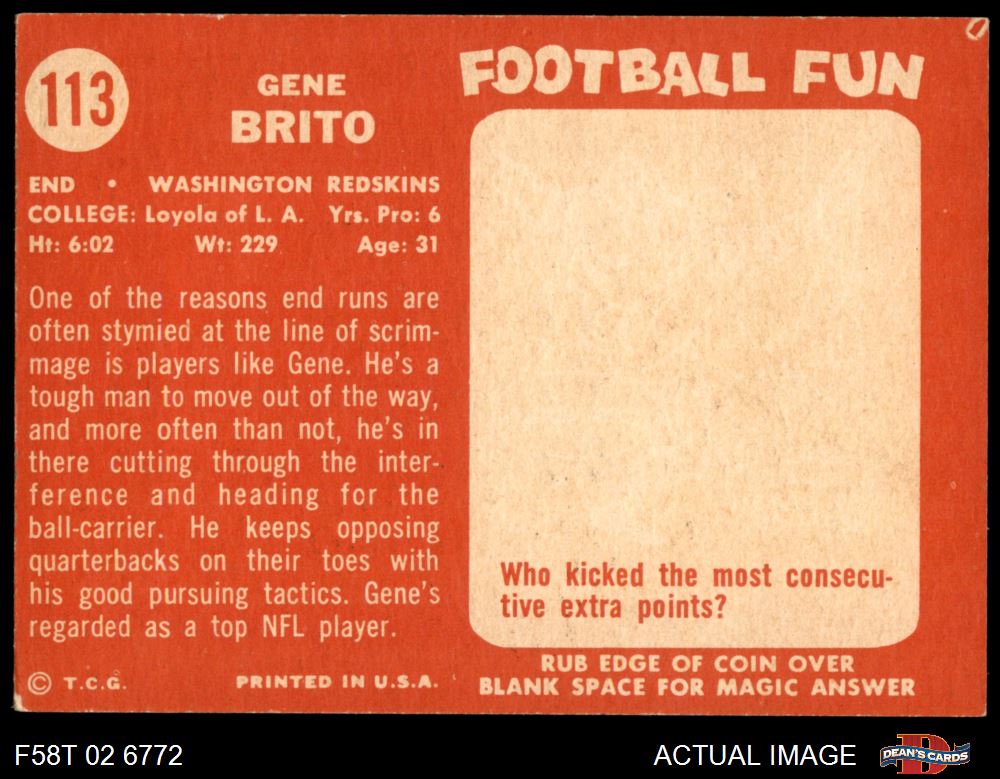 113
GENE
BRITO
END • WASHINGTON REDSKINS
COLLEGE: Loyola of L. A. Yrs. Pro: 6
Ht: 6:02 Wt: 229 Age: 31
One of the reasons end runs are
often stymied at the line of scrim-
mage is players like Gene. He's a
tough man to move out of the way,
and more often than not, he's in
there cutting through the inter-
ference and heading for the
ball-carrier. He keeps opposing
quarterbacks on their toes with
his good pursuing tactics. Gene's
regarded as a top NFL player.
© T.C.G. PRINTED IN U.S.A.
FOOTBALL FUN
Who kicked the most consecu-
tive extra points?
RUB EDGE OF COIN OVER
BLANK SPACE FOR MAGIC ANSWER
F58T 02 6772
ACTUAL IMAGE
DEAN'S CARDS